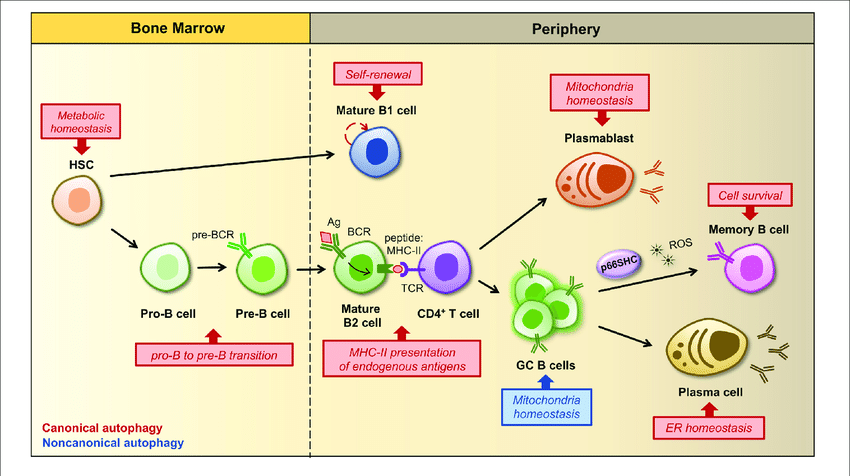 Bone Marrow
Periphery
Metabolic
homeostasis
HSC
pre-BCR
Pro-B cell
Pre-B cell
pro-B to pre-B transition
Self-renewal
Mature B1 cell
Ag
BCR
peptide:
MHC-II
TCR
Mature
B2 cell
CD4⁺ T cell
MHC-II presentation
of endogenous antigens
Mitochondria
homeostasis
Plasmablast
GC B cells
Mitochondria
homeostasis
p66SHC
ROS
Cell survival
Memory B cell
Plasma cell
ER homeostasis
Canonical autophagy
Noncanonical autophagy